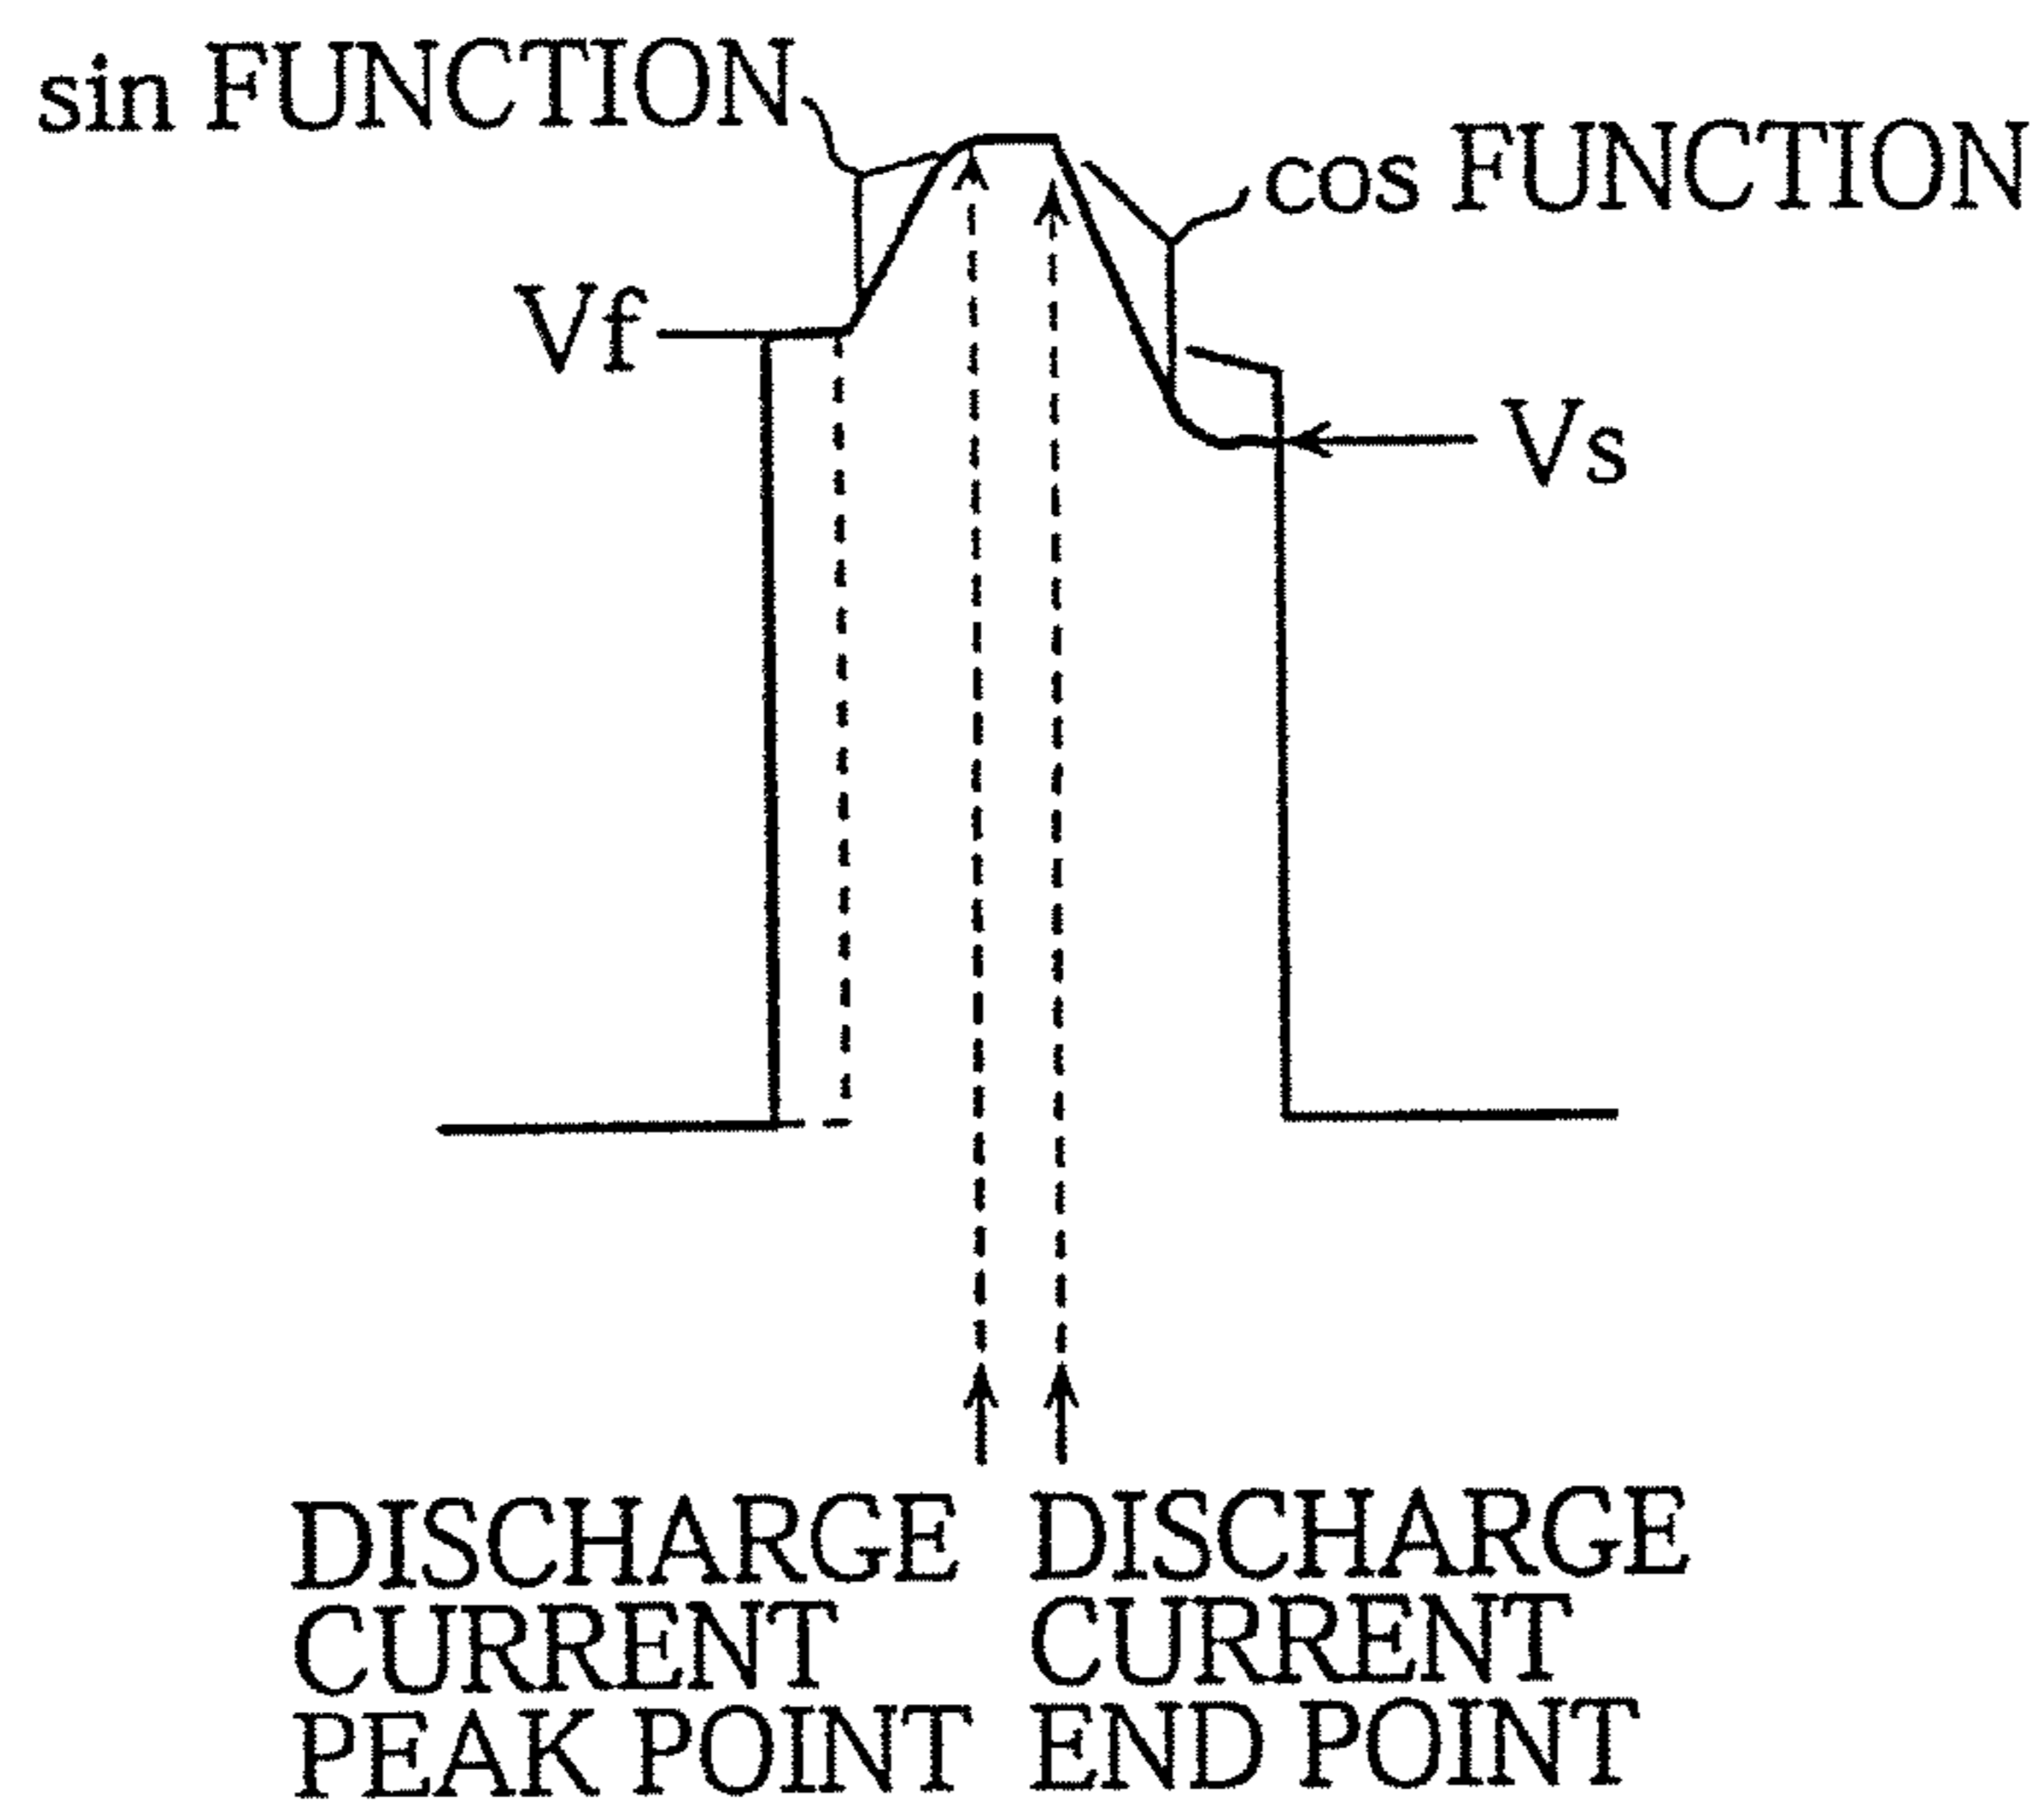 sin FUNCTION
cos FUNCTION
Vf
Vs
DISCHARGE
CURRENT
PEAK POINT
DISCHARGE
CURRENT
END POINT